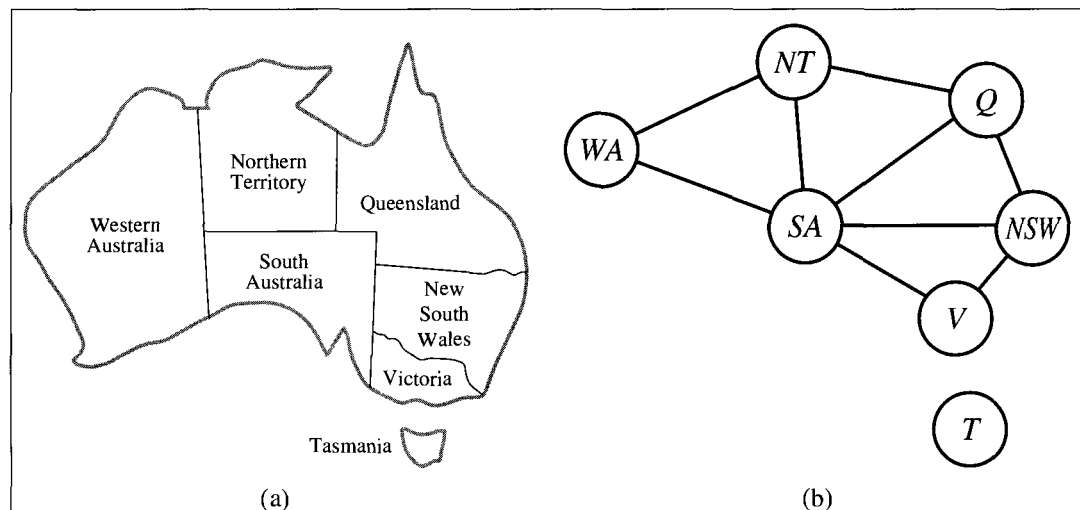 Northern
Territory
Queensland
Western
Australia
South
Australia
New
South
Wales
Victoria
Tasmania
(a)
NT
Q
WA
SA
NSW
V
T
(b)